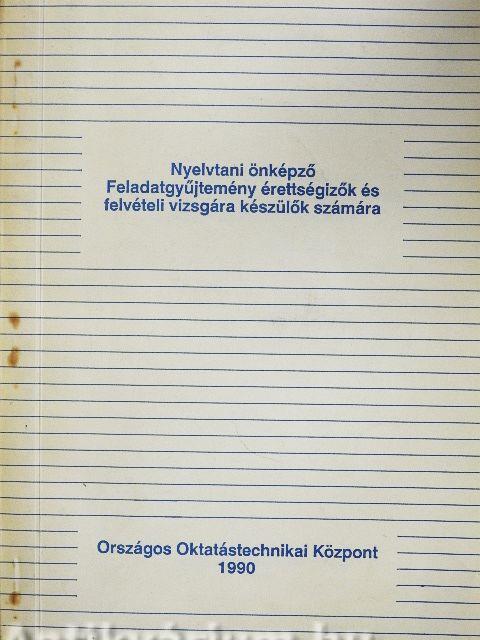 Nyelvtani önképző
Feladatgyűjtemény érettségizők és
felvételi vizsgára készülők számára
Országos Oktatástechnikai Központ
1990